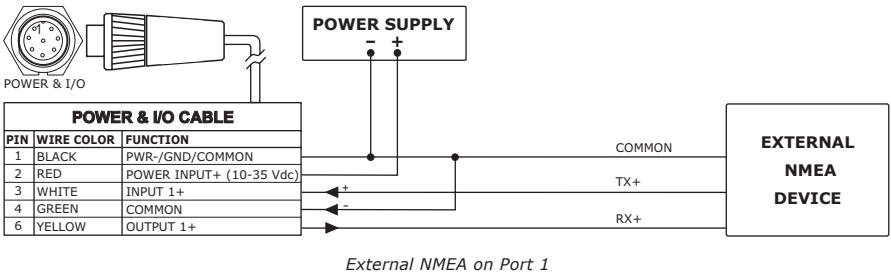 POWER SUPPLY
– +
1
POWER & I/O
POWER & I/O CABLE
PIN WIRE COLOR FUNCTION
1 BLACK PWR-/GND/COMMON
2 RED POWER INPUT+ (10-35 Vdc)
3 WHITE INPUT 1+
4 GREEN COMMON
6 YELLOW OUTPUT 1+
+
–
COMMON
TX+
RX+
EXTERNAL
NMEA
DEVICE
External NMEA on Port 1